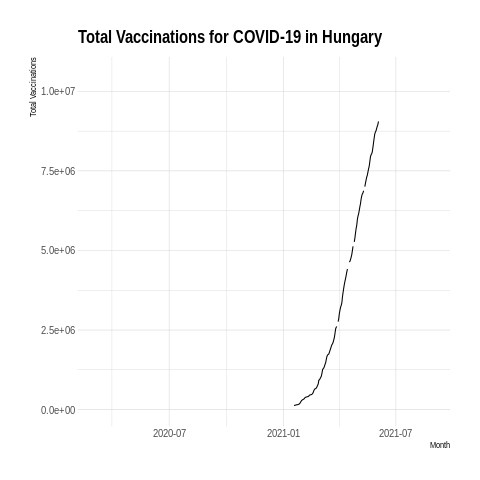 Total Vaccinations for COVID-19 in Hungary
Total Vaccinations
1.0e+07
7.5e+06
5.0e+06
2.5e+06
0.0e+00
2020-07
2021-01
2021-07
Month